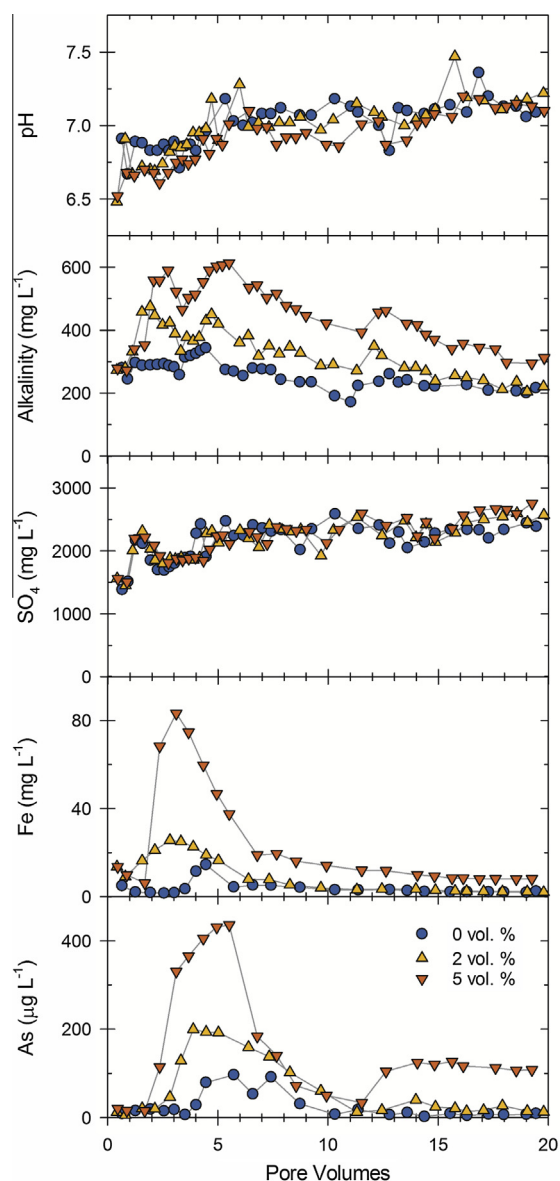 7.5
7.0
6.5
pH
600
400
200
0
Alkalinity (mg L-1)
3000
2000
1000
0
SO4 (mg L-1)
80
40
0
Fe (mg L-1)
400
200
0
As (µg L-1)
0 vol. %
2 vol. %
5 vol. %
0 5 10 15 20
Pore Volumes